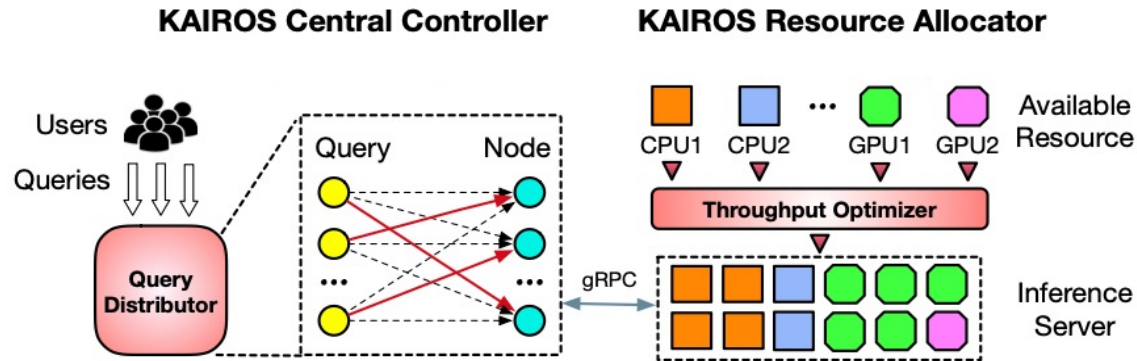 KAIROS Central Controller
KAIROS Resource Allocator
Users
Queries
Query
Distributor
Query
Node
...
...
gRPC
...
CPU1
CPU2
GPU1
GPU2
Available
Resource
Throughput Optimizer
Inference
Server